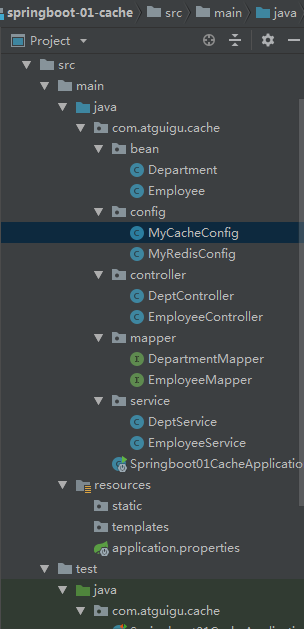 springboot-01-cache src main java
Project
src
main
java
com.atguigu.cache
bean
Department
Employee
config
MyCacheConfig
MyRedisConfig
controller
DeptController
EmployeeController
mapper
DepartmentMapper
EmployeeMapper
service
DeptService
EmployeeService
Springboot01CacheApplication
resources
static
templates
application.properties
test
java
com.atguigu.cache